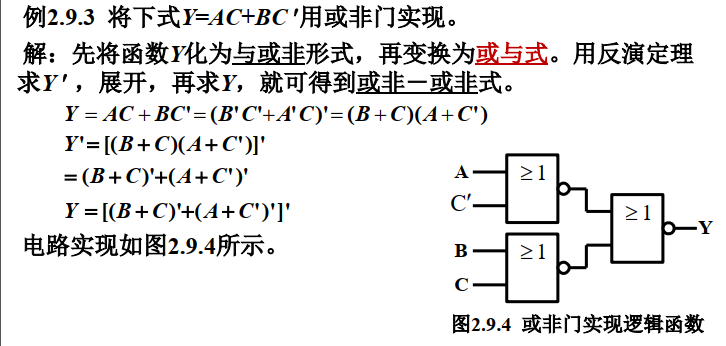 例2.9.3 将下式Y=AC+BC′用或非门实现。
解：先将函数Y化为与或非形式，再变换为或与式。用反演定理
求Y′，展开，再求Y，就可得到或非－或非式。
Y = AC + BC' = (B'C'+A'C)' = (B+C)(A+C')
Y'= [(B+C)(A+C')]'
= (B+C)'+(A+C')'
Y = [(B+C)'+(A+C')']'
电路实现如图2.9.4所示。
A
≥1
C′
≥1
Y
B
≥1
C
图2.9.4 或非门实现逻辑函数